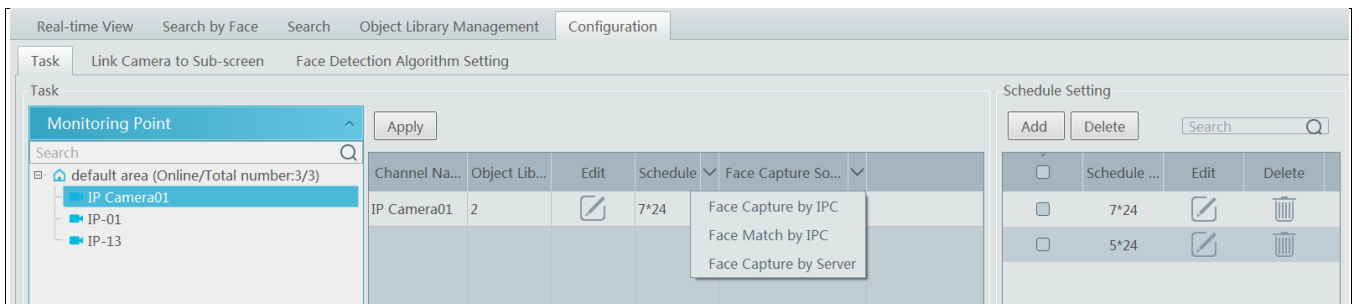 Real-time View Search by Face Search Object Library Management Configuration
Task Link Camera to Sub-screen Face Detection Algorithm Setting
Task
Monitoring Point
Search
default area (Online/Total number:3/3)
IP Camera01
IP-01
IP-13
Apply
Channel Na... Object Lib... Edit Schedule Face Capture So...
IP Camera01 2 7*24
Face Capture by IPC
Face Match by IPC
Face Capture by Server
Schedule Setting
Add Delete Search
Schedule ... Edit Delete
7*24
5*24